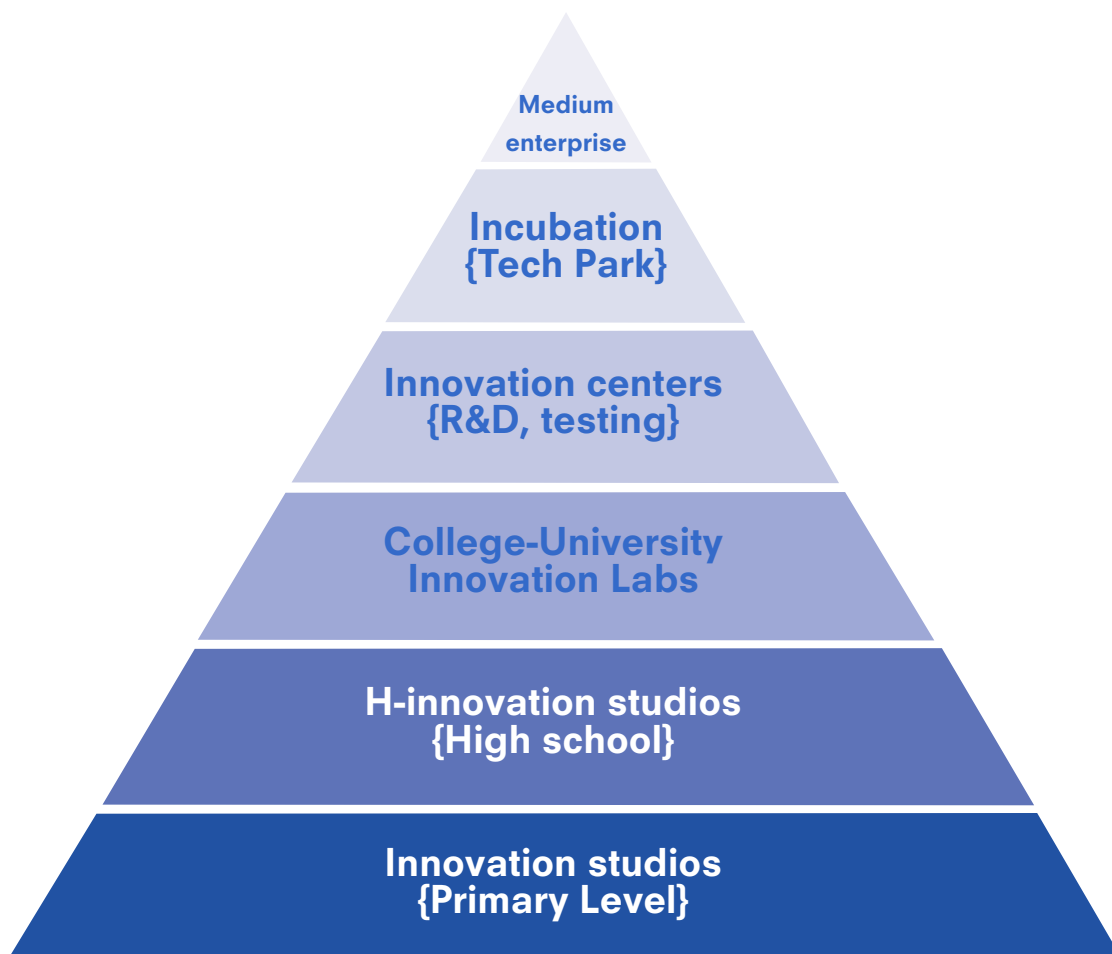 Medium
enterprise
Incubation
{Tech Park}
Innovation centers
{R&D, testing}
College-University
Innovation Labs
H-innovation studios
{High school}
Innovation studios
{Primary Level}